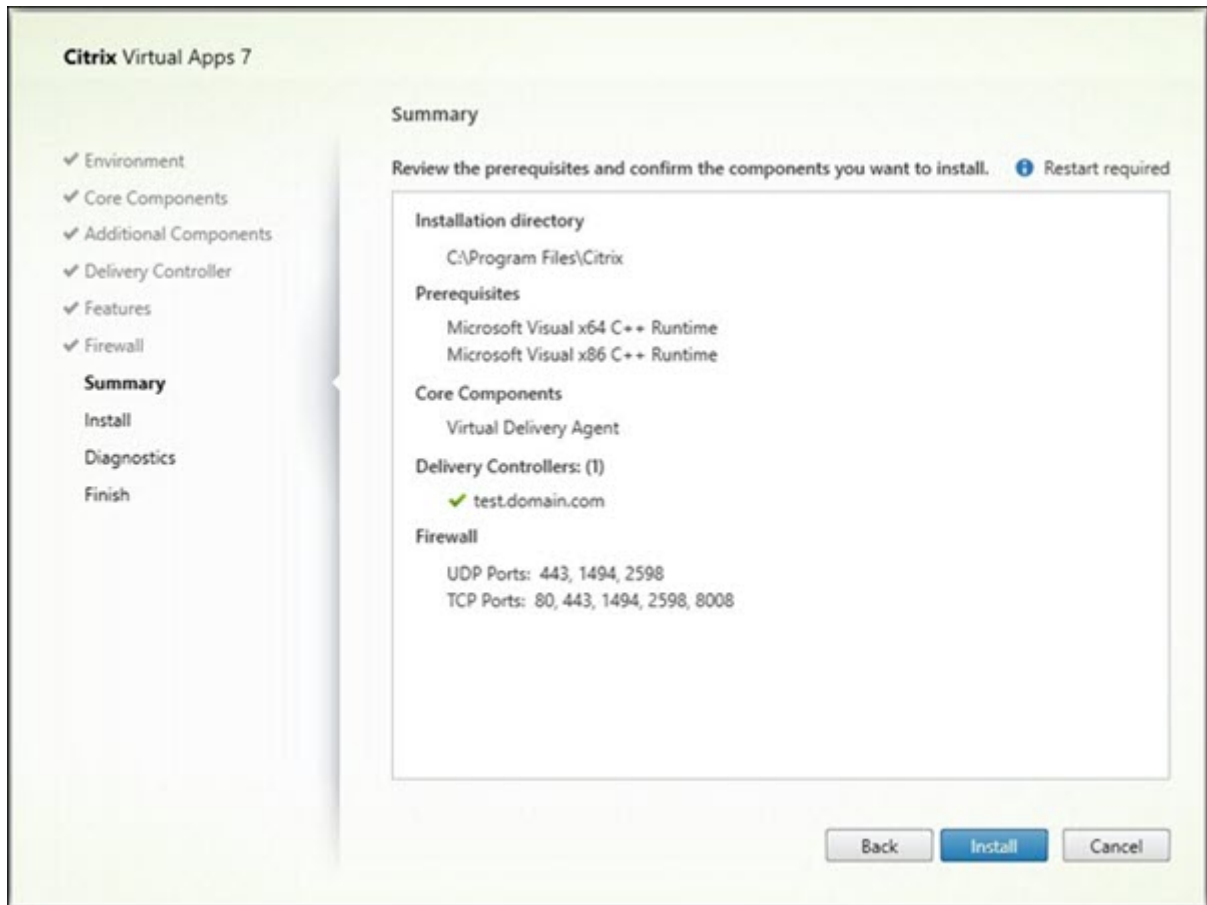 Citrix Virtual Apps 7
Environment
Core Components
Additional Components
Delivery Controller
Features
Firewall
Summary
Install
Diagnostics
Finish
Summary
Review the prerequisites and confirm the components you want to install. Restart required
Installation directory
C:\Program Files\Citrix
Prerequisites
Microsoft Visual x64 C++ Runtime
Microsoft Visual x86 C++ Runtime
Core Components
Virtual Delivery Agent
Delivery Controllers: (1)
test.domain.com
Firewall
UDP Ports: 443, 1494, 2598
TCP Ports: 80, 443, 1494, 2598, 8008
Back Install Cancel